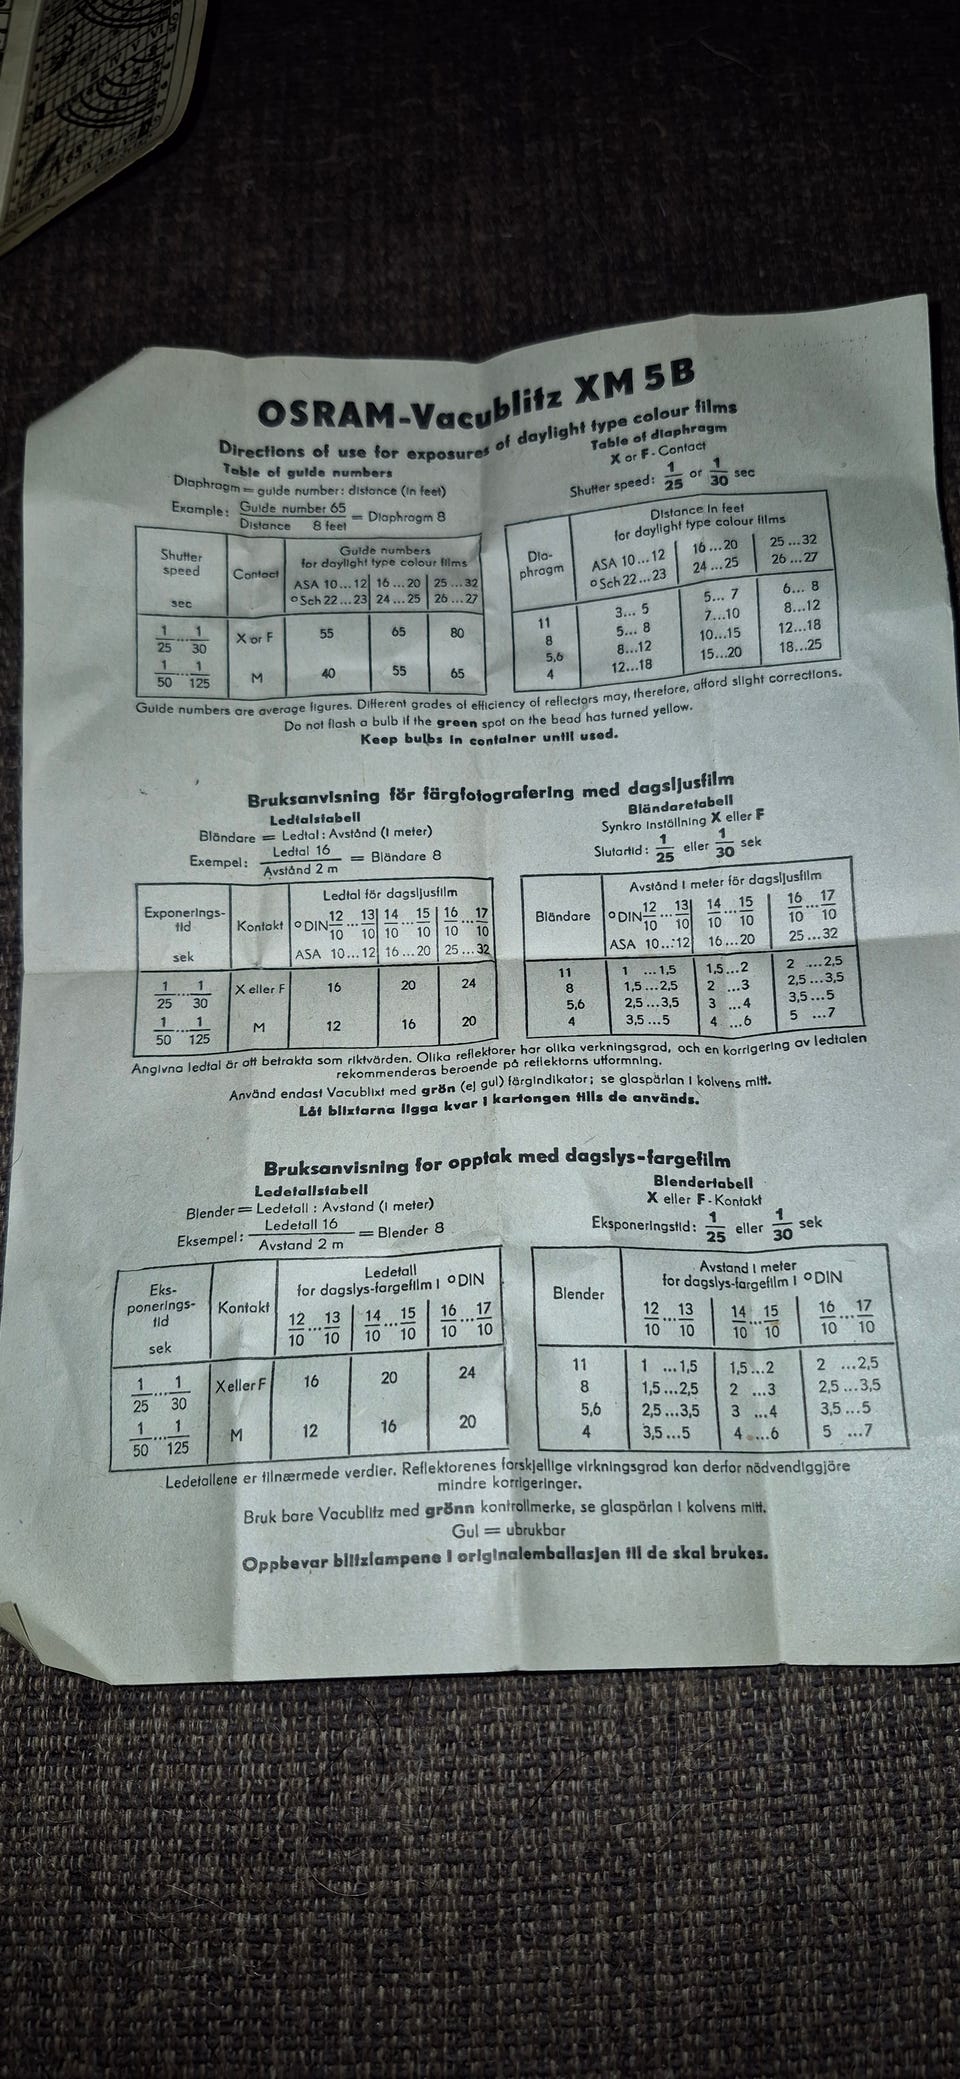 OSRAM-Vacublitz XM 5 B
Directions of use for exposures of daylight type colour films
Table of guide numbers
Diaphragm = guide number: distance (in feet)
Example: Guide number 65 / Distance 8 feet = Diaphragm 8
Shutter speed sec
Contact
Guide numbers
for daylight type colour films
ASA 10...12 16...20 25...32
°Sch 22...23 24...25 26...27
1/25...1/30 X or F 55 65 80
1/50...1/125 M 40 55 65
Table of diaphragm
X or F-Contact
Shutter speed: 1/25 or 1/30 sec
Dia-
phragm
Distance in feet
for daylight type colour films
ASA 10...12 16...20 25...32
°Sch 22...23 24...25 26...27
11 3... 5 5... 7 6... 8
8 5... 8 7...10 8...12
5,6 8...12 10...15 12...18
4 12...18 15...20 18...25
Guide numbers are average figures. Different grades of efficiency of reflectors may, therefore, afford slight corrections.
Do not flash a bulb if the green spot on the bead has turned yellow.
Keep bulbs in container until used.
Bruksanvisning för färgfotografering med dagsljusfilm
Ledtalstabell
Bländare = Ledtal : Avstånd (i meter)
Exempel: Ledtal 16 / Avstånd 2 m = Bländare 8
Exponerings-
tid
sek
Kontakt
Ledtal för dagsljusfilm
°DIN 12/10...13/10 14/10...15/10 16/10...17/10
ASA 10...12 16...20 25...32
1/25...1/30 X eller F 16 20 24
1/50...1/125 M 12 16 20
Bländaretabell
Synkro inställning X eller F
Slutartid: 1/25 eller 1/30 sek
Bländare
Avstånd i meter för dagsljusfilm
°DIN 12/10...13/10 14/10...15/10 16/10...17/10
ASA 10...12 16...20 25...32
11 1 ...1,5 1,5...2 2 ...2,5
8 1,5...2,5 2 ...3 2,5...3,5
5,6 2,5...3,5 3 ...4 3,5...5
4 3,5...5 4 ...6 5 ...7
Angivna ledtal är att betrakta som riktvärden. Olika reflektorer har olika verkningsgrad, och en korrigering av ledtalen
rekommenderas beroende på reflektorns utformning.
Använd endast Vacublixt med grön (ej gul) färgindikator; se glaspärlan i kolvens mitt.
Låt blixtarna ligga kvar i kartongen tills de används.
Bruksanvisning for opptak med dagslys-fargefilm
Ledetallstabell
Blender = Ledetall : Avstand (i meter)
Eksempel: Ledetall 16 / Avstand 2 m = Blender 8
Eks-
ponerings-
tid
sek
Kontakt
Ledetall
for dagslys-fargefilm i °DIN
12/10...13/10 14/10...15/10 16/10...17/10
1/25...1/30 X eller F 16 20 24
1/50...1/125 M 12 16 20
Blendertabell
X eller F-Kontakt
Eksponeringstid: 1/25 eller 1/30 sek
Blender
Avstand i meter
for dagslys-fargefilm i °DIN
12/10...13/10 14/10...15/10 16/10...17/10
11 1 ...1,5 1,5...2 2 ...2,5
8 1,5...2,5 2 ...3 2,5...3,5
5,6 2,5...3,5 3 ...4 3,5...5
4 3,5...5 4 ...6 5 ...7
Ledetallene er tilnærmede verdier. Reflektorenes forskjellige virkningsgrad kan derfor nödvendiggjöre
mindre korrigeringer.
Bruk bare Vacublitz med grönn kontrollmerke, se glaspärlan i kolvens mitt.
Gul = ubrukbar
Oppbevar blitzlampene i originalemballasjen till de skal brukes.